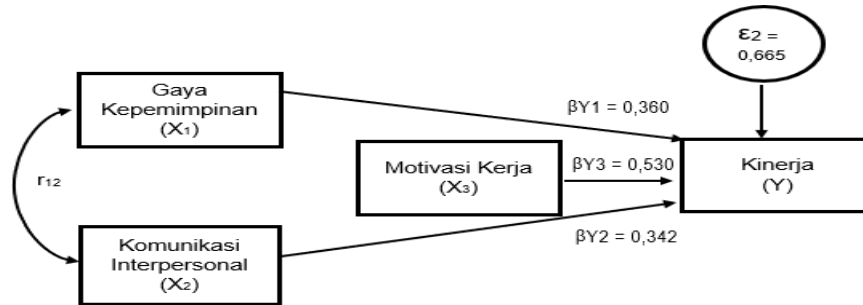 ε2 =
0,665
Gaya
Kepemimpinan
(X₁)
βY1 = 0,360
r₁₂
Motivasi Kerja
(X₃)
βY3 = 0,530
Kinerja
(Y)
Komunikasi
Interpersonal
(X₂)
βY2 = 0,342